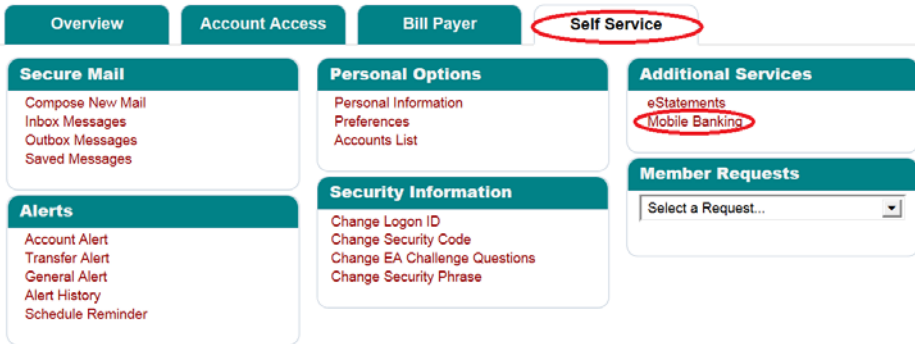 Overview
Account Access
Bill Payer
Self Service
Secure Mail
Compose New Mail
Inbox Messages
Outbox Messages
Saved Messages
Alerts
Account Alert
Transfer Alert
General Alert
Alert History
Schedule Reminder
Personal Options
Personal Information
Preferences
Accounts List
Security Information
Change Logon ID
Change Security Code
Change EA Challenge Questions
Change Security Phrase
Additional Services
eStatements
Mobile Banking
Member Requests
Select a Request...